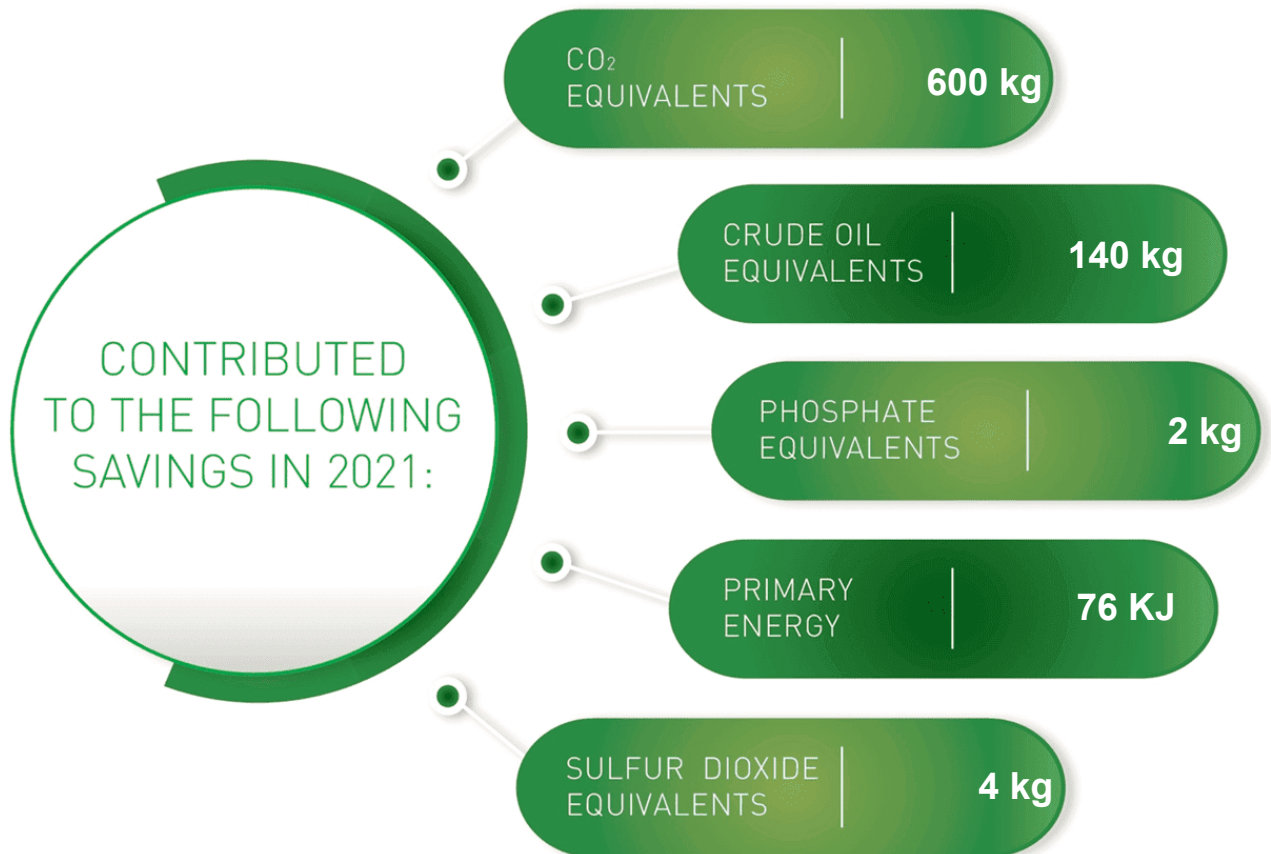 CONTRIBUTED
TO THE FOLLOWING
SAVINGS IN 2021:
CO₂
EQUIVALENTS
600 kg
CRUDE OIL
EQUIVALENTS
140 kg
PHOSPHATE
EQUIVALENTS
2 kg
PRIMARY
ENERGY
76 KJ
SULFUR DIOXIDE
EQUIVALENTS
4 kg